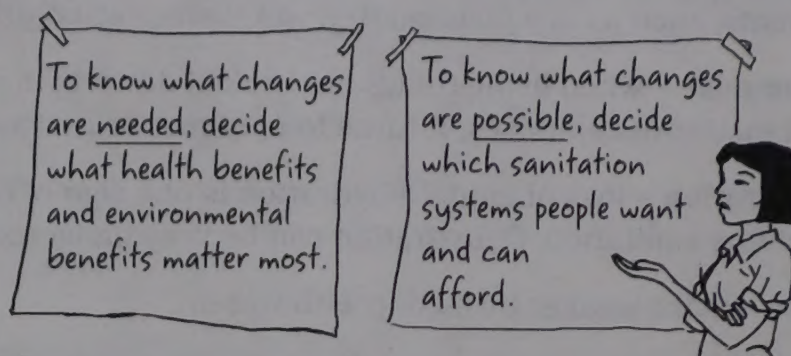 To know what changes
are needed, decide
what health benefits
and environmental
benefits matter most.
To know what changes
are possible, decide
which sanitation
systems people want
and can
afford.